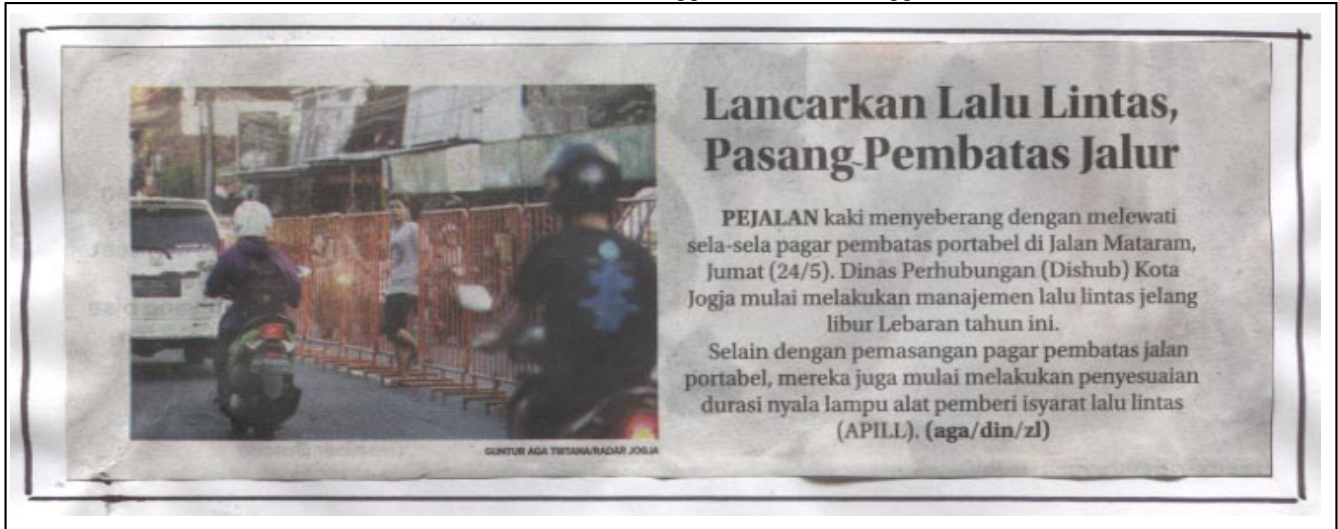 Lancarkan Lalu Lintas,
Pasang Pembatas Jalur
PEJALAN kaki menyeberang dengan melewati
sela-sela pagar pembatas portabel di Jalan Mataram,
Jumat (24/5). Dinas Perhubungan (Dishub) Kota
Jogja mulai melakukan manajemen lalu lintas jelang
libur Lebaran tahun ini.
Selain dengan pemasangan pagar pembatas jalan
portabel, mereka juga mulai melakukan penyesuaian
durasi nyala lampu alat pemberi isyarat lalu lintas
(APILL). (aga/din/zl)
GUNTUR AGA TIRTANA/RADAR JOGJA